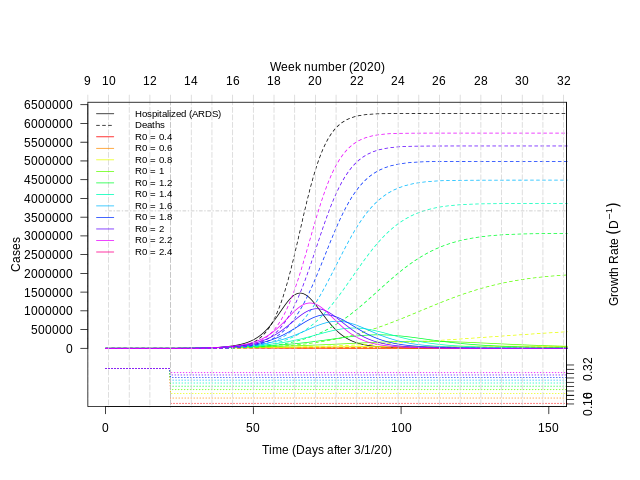 Week number (2020)
9 10 12 14 15 18 20 22 24 26 28 29 30 32
6500000
6000000
5500000
5000000
4500000
4000000
3500000
3000000
2500000
2000000
1500000
1000000
500000
0
Cases
Hospitalized (ARDS)
Deaths
R0 = 0.4
R0 = 0.6
R0 = 0.8
R0 = 1
R0 = 1.2
R0 = 1.4
R0 = 1.6
R0 = 1.8
R0 = 2
R0 = 2.2
R0 = 2.4
Growth Rate (D⁻¹)
0.32
0 50 100 150
Time (Days after 3/1/20)